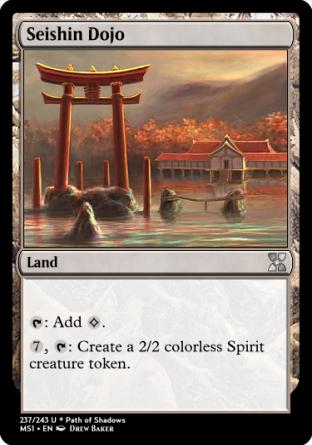 Seishin Dojo
Land
: Add .
7, : Create a 2/2 colorless Spirit
creature token.
237/243 U * Path of Shadows
MS1 • EN Drew Baker